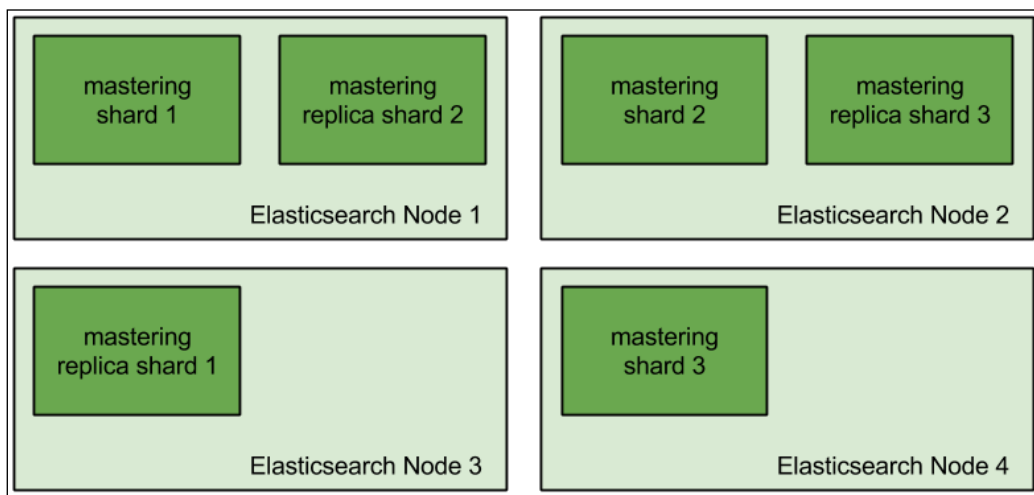 mastering
shard 1
mastering
replica shard 2
Elasticsearch Node 1
mastering
shard 2
mastering
replica shard 3
Elasticsearch Node 2
mastering
replica shard 1
Elasticsearch Node 3
mastering
shard 3
Elasticsearch Node 4